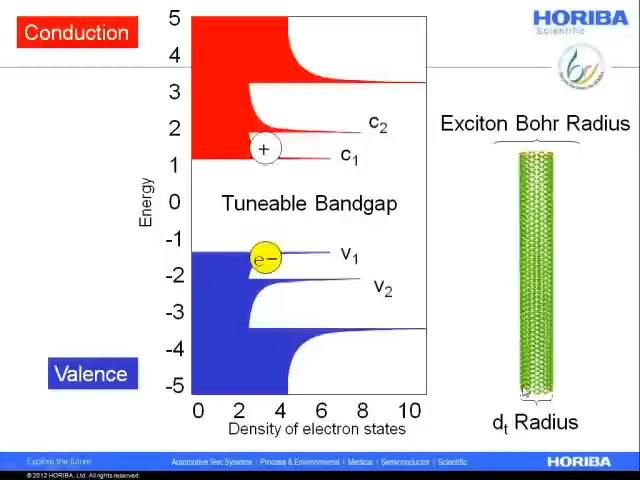 Conduction
HORIBA
Scientific
5
4
3
2
1
0
-1
-2
-3
-4
-5
Energy
c2
+
c1
Tuneable Bandgap
e−
v1
v2
Valence
0 2 4 6 8 10
Density of electron states
Exciton Bohr Radius
dt Radius
Explore the future
Automotive Test Systems | Process & Environmental | Medical | Semiconductor | Scientific
HORIBA
© 2012 HORIBA, Ltd. All rights reserved.